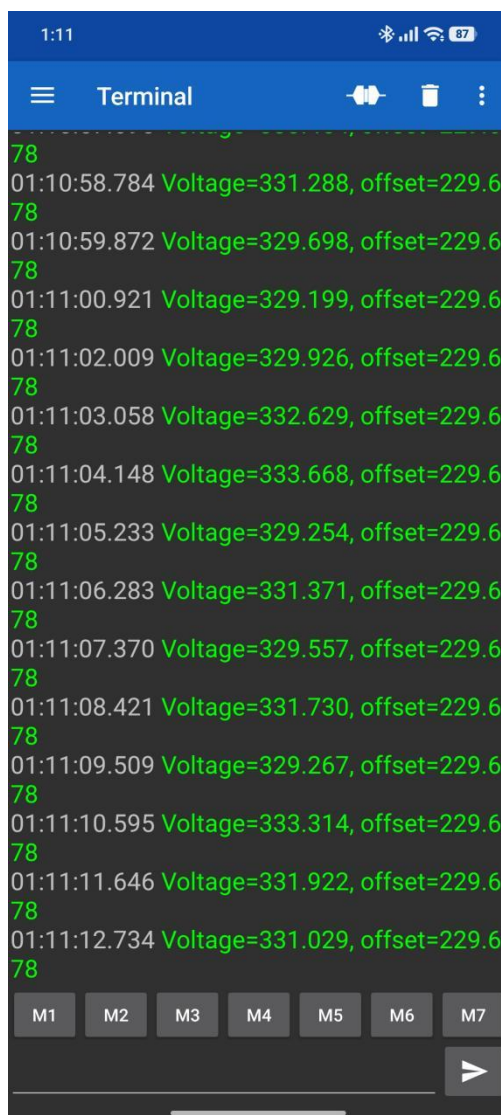 1:11
87
Terminal
78
01:10:58.784 Voltage=331.288, offset=229.6
78
01:10:59.872 Voltage=329.698, offset=229.6
78
01:11:00.921 Voltage=329.199, offset=229.6
78
01:11:02.009 Voltage=329.926, offset=229.6
78
01:11:03.058 Voltage=332.629, offset=229.6
78
01:11:04.148 Voltage=333.668, offset=229.6
78
01:11:05.233 Voltage=329.254, offset=229.6
78
01:11:06.283 Voltage=331.371, offset=229.6
78
01:11:07.370 Voltage=329.557, offset=229.6
78
01:11:08.421 Voltage=331.730, offset=229.6
78
01:11:09.509 Voltage=329.267, offset=229.6
78
01:11:10.595 Voltage=333.314, offset=229.6
78
01:11:11.646 Voltage=331.922, offset=229.6
78
01:11:12.734 Voltage=331.029, offset=229.6
78
M1 M2 M3 M4 M5 M6 M7